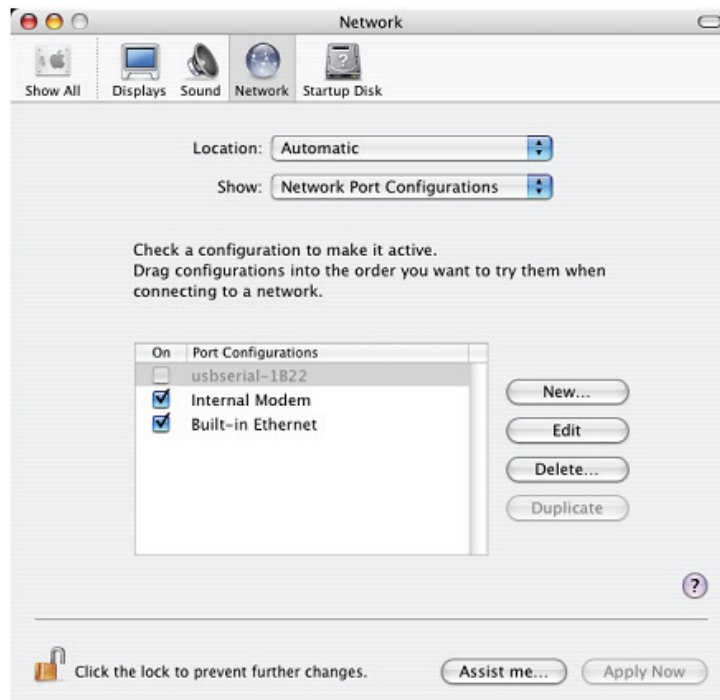 Network
Show All Displays Sound Network Startup Disk
Location: Automatic
Show: Network Port Configurations
Check a configuration to make it active.
Drag configurations into the order you want to try them when
connecting to a network.
On Port Configurations
usbserial-1B22
Internal Modem
Built-in Ethernet
New...
Edit
Delete...
Duplicate
?
Click the lock to prevent further changes.
Assist me...
Apply Now